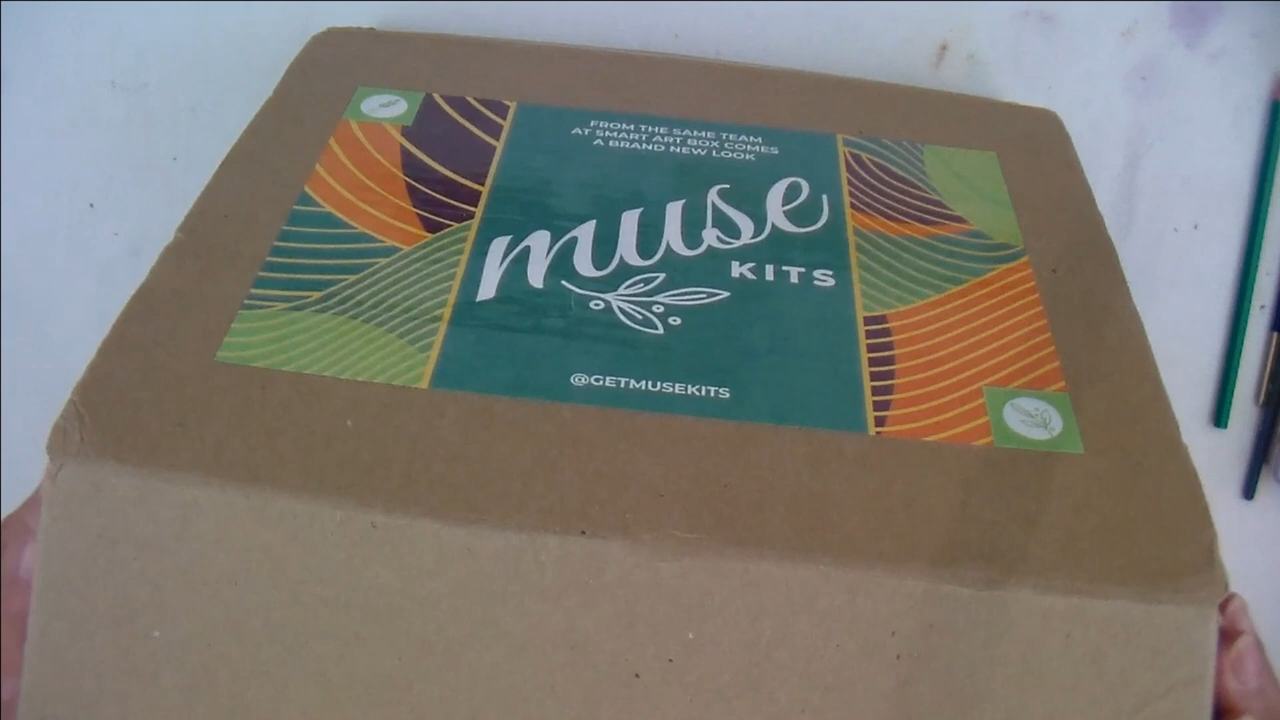 FROM THE SAME TEAM
AT SMART ART BOX COMES
A BRAND NEW LOOK
muse
KITS
@GETMUSEKITS